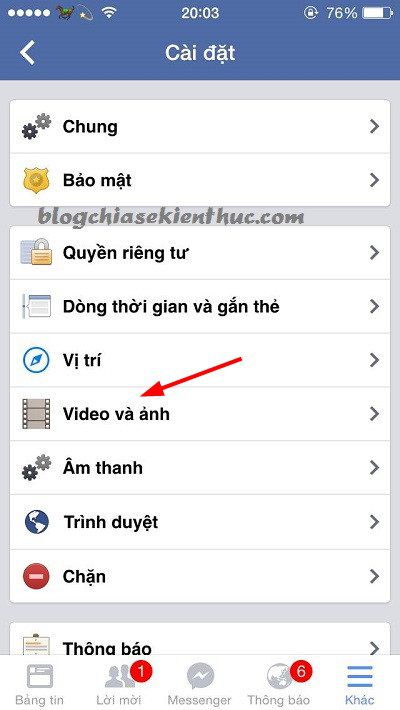 20:03
76%
Cài đặt
Chung
Bảo mật
blogchiasekienthuc.com
Quyền riêng tư
Dòng thời gian và gắn thẻ
Vị trí
Video và ảnh
Âm thanh
Trình duyệt
Chặn
Thông báo
1
6
Bảng tin
Lời mời
Messenger
Thông báo
Khác